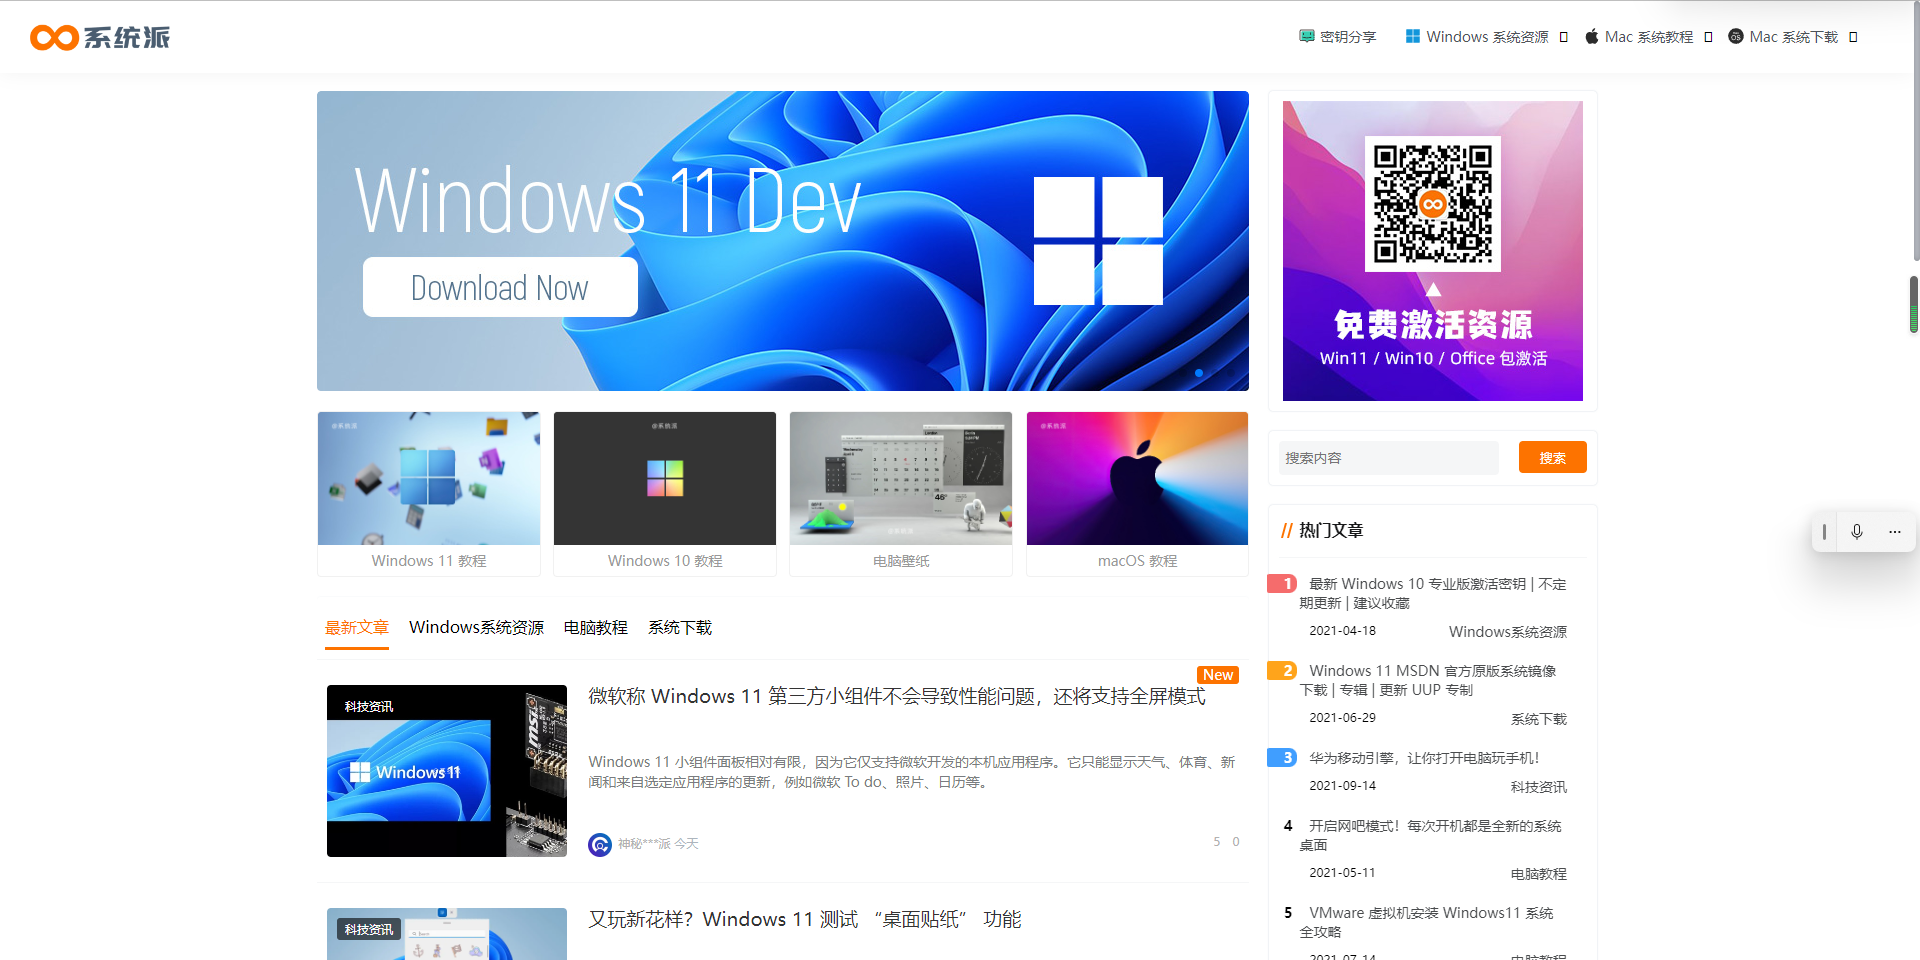 系统派
密钥分享
Windows 系统资源
Mac 系统教程
Mac 系统下载
Windows 11 Dev
Download Now
免费激活资源
Win11 / Win10 / Office 包激活
@系统派
@系统派
@系统派
Windows 11 教程
Windows 10 教程
电脑壁纸
macOS 教程
搜索内容
搜索
// 热门文章
1 最新 Windows 10 专业版激活密钥 | 不定
期更新 | 建议收藏
2021-04-18 Windows系统资源
2 Windows 11 MSDN 官方原版系统镜像
下载 | 专辑 | 更新 UUP 专制
2021-06-29 系统下载
3 华为移动引擎，让你打开电脑玩手机！
2021-09-14 科技资讯
4 开启网吧模式！每次开机都是全新的系统
桌面
2021-05-11 电脑教程
5 VMware 虚拟机安装 Windows11 系统
全攻略
2021-07-14 电脑教程
最新文章 Windows系统资源 电脑教程 系统下载
New
科技资讯
msi
Windows 11
微软称 Windows 11 第三方小组件不会导致性能问题，还将支持全屏模式
Windows 11 小组件面板相对有限，因为它仅支持微软开发的本机应用程序。它只能显示天气、体育、新
闻和来自选定应用程序的更新，例如微软 To do、照片、日历等。
神秘***派 今天
5 0
科技资讯
又玩新花样？Windows 11 测试 “桌面贴纸” 功能